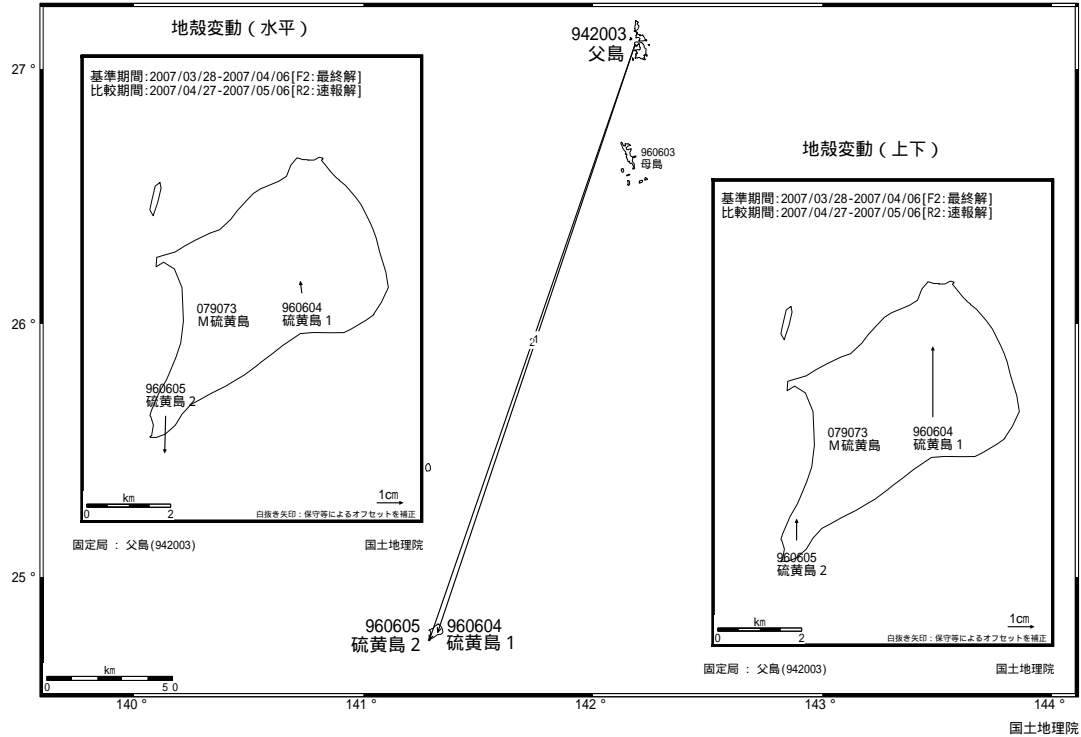 地殻変動（水平）
基準期間:2007/03/28-2007/04/06[F2:最終解]
比較期間:2007/04/27-2007/05/06[R2:速報解]
079073
M硫黄島
960604
硫黄島 1
960605
硫黄島 2
km
0 2
1cm
白抜き矢印：保守等によるオフセットを補正
固定局 ： 父島(942003)
国土地理院
942003
父島
960603
母島
21
960605
硫黄島 2
960604
硫黄島 1
地殻変動（上下）
基準期間:2007/03/28-2007/04/06[F2:最終解]
比較期間:2007/04/27-2007/05/06[R2:速報解]
079073
M硫黄島
960604
硫黄島 1
960605
硫黄島 2
km
0 2
1cm
白抜き矢印：保守等によるオフセットを補正
固定局 ： 父島(942003)
国土地理院
27 °
26 °
25 °
km
0 50
140 °
141 °
142 °
143 °
144 °
国土地理院